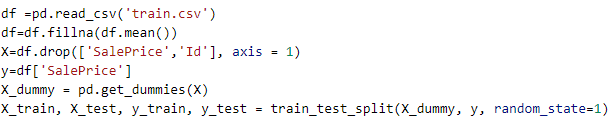 df =pd.read_csv('train.csv')
df=df.fillna(df.mean())
X=df.drop(['SalePrice','Id'], axis = 1)
y=df['SalePrice']
X_dummy = pd.get_dummies(X)
X_train, X_test, y_train, y_test = train_test_split(X_dummy, y, random_state=1)